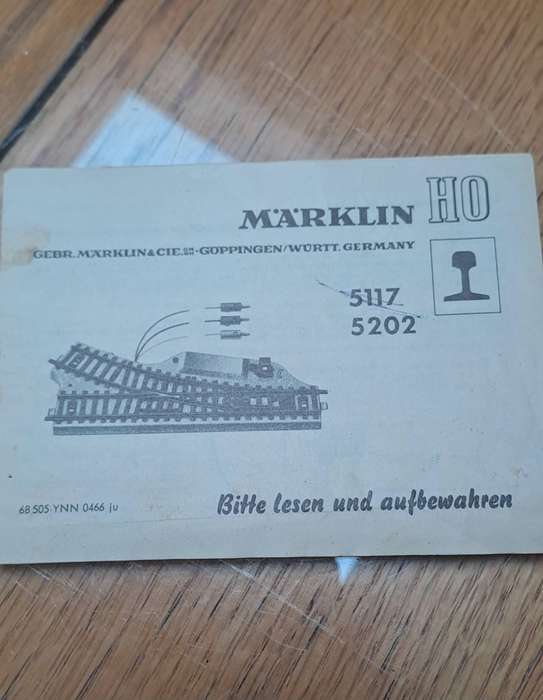 MÄRKLIN HO
GEBR. MÄRKLIN & CIE. GMBH · GÖPPINGEN/WÜRTT. GERMANY
5117
5202
68 505 YNN 0466 ju
Bitte lesen und aufbewahren